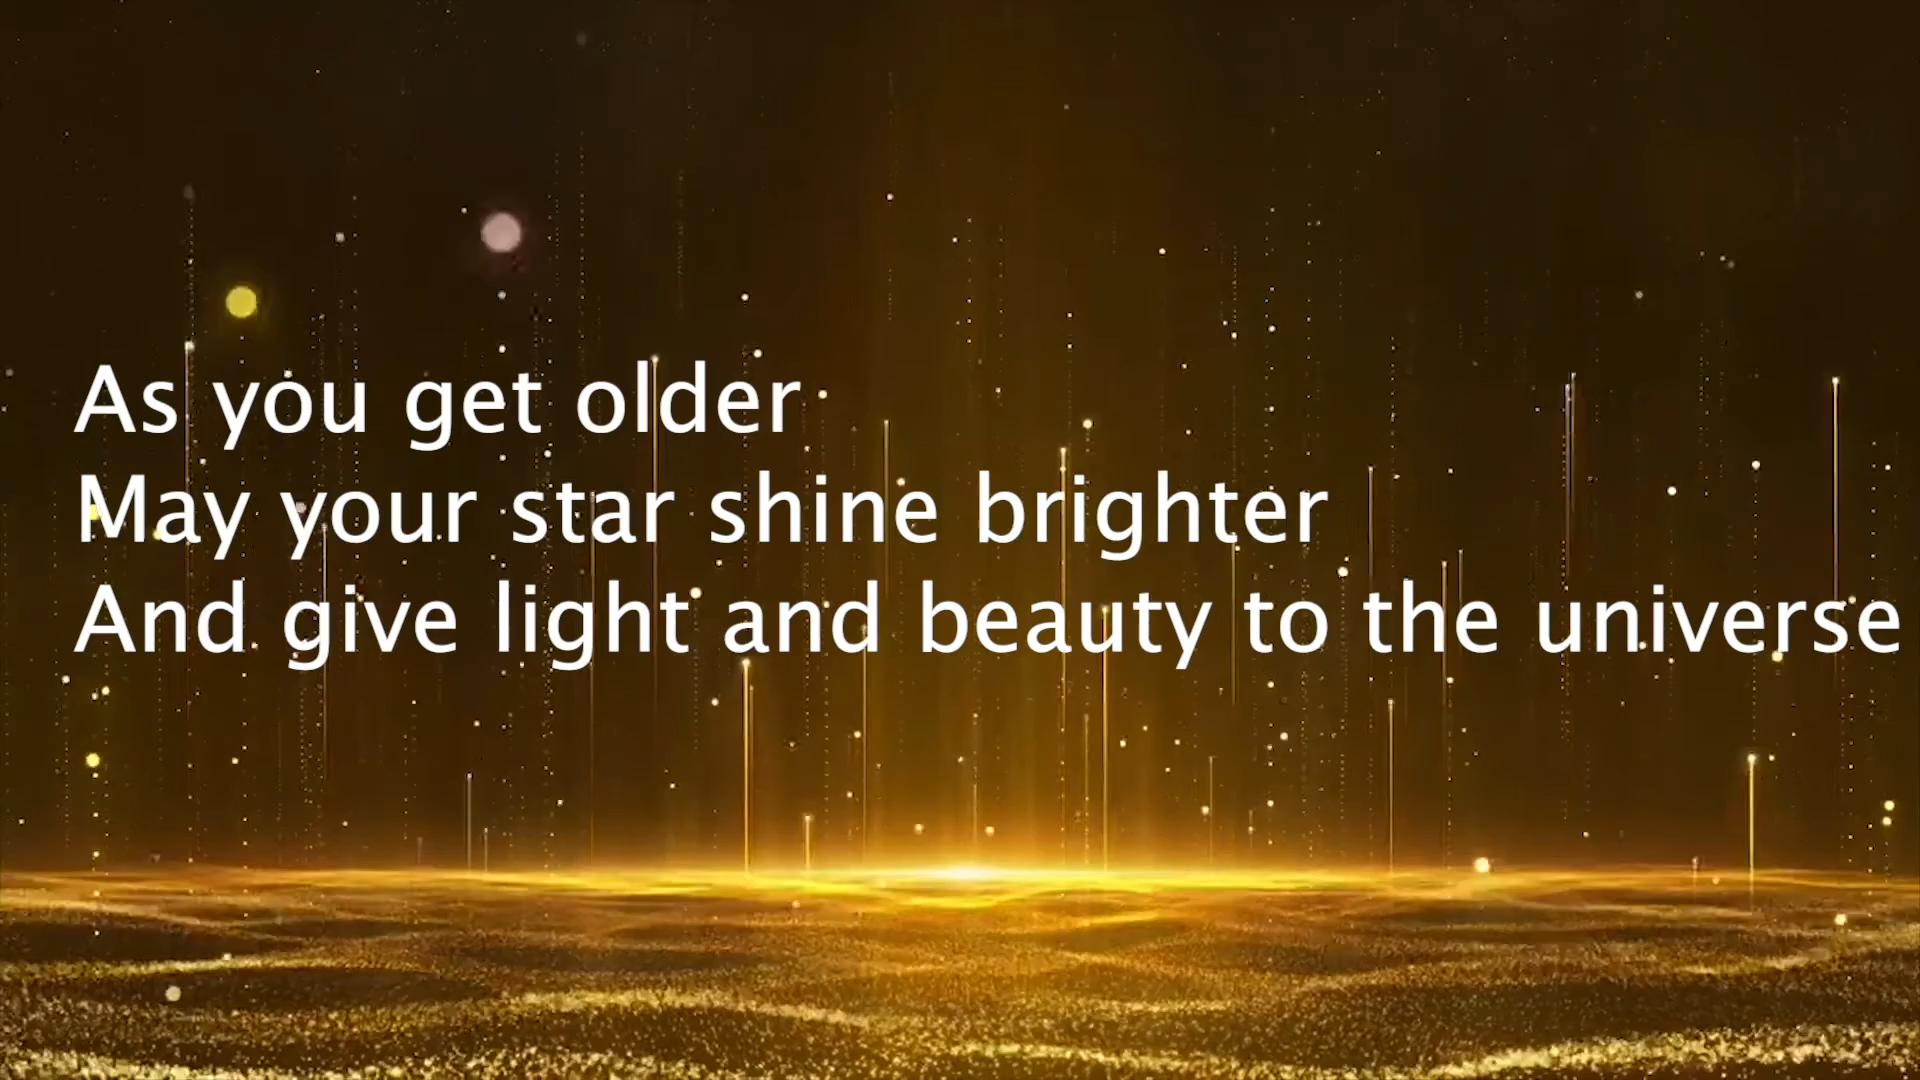 As you get older
May your star shine brighter
And give light and beauty to the universe